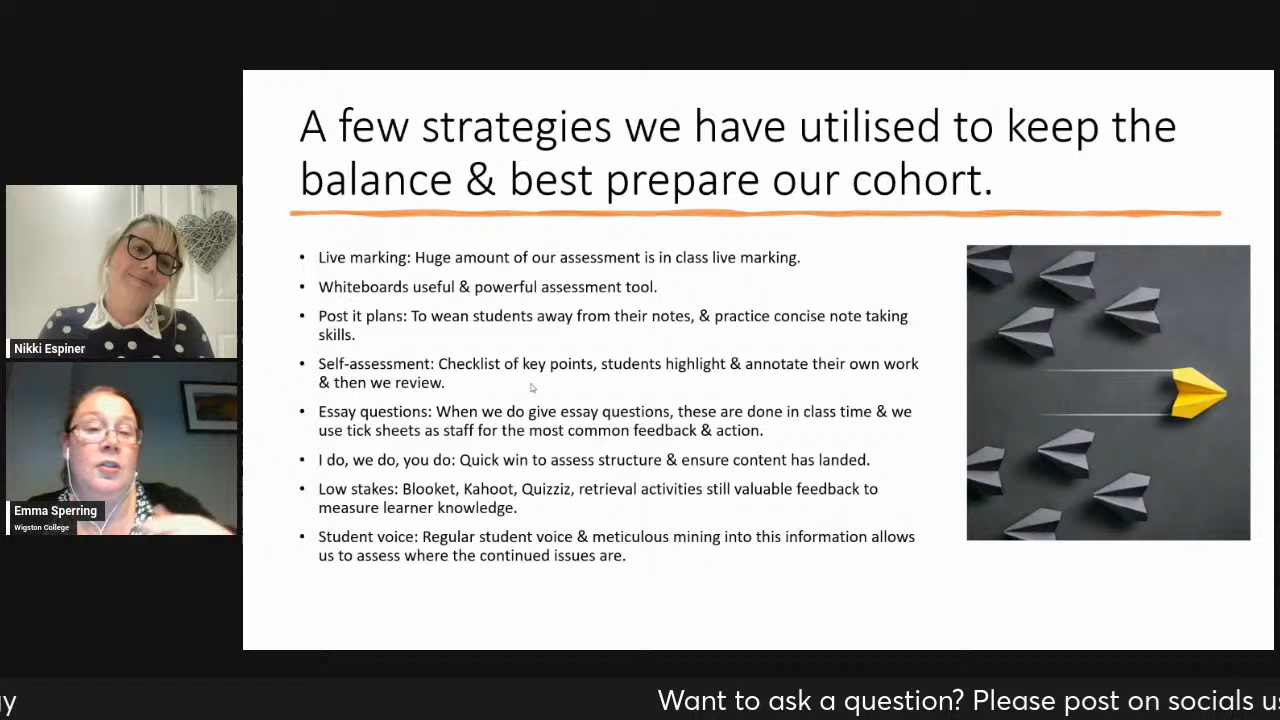 A few strategies we have utilised to keep the
balance & best prepare our cohort.
• Live marking: Huge amount of our assessment is in class live marking.
• Whiteboards useful & powerful assessment tool.
• Post it plans: To wean students away from their notes, & practice concise note taking
skills.
• Self-assessment: Checklist of key points, students highlight & annotate their own work
& then we review.
• Essay questions: When we do give essay questions, these are done in class time & we
use tick sheets as staff for the most common feedback & action.
• I do, we do, you do: Quick win to assess structure & ensure content has landed.
• Low stakes: Blooket, Kahoot, Quizziz, retrieval activities still valuable feedback to
measure learner knowledge.
• Student voice: Regular student voice & meticulous mining into this information allows
us to assess where the continued issues are.
Nikki Espiner
Emma Sperring
Wigston College
Want to ask a question? Please post on socials